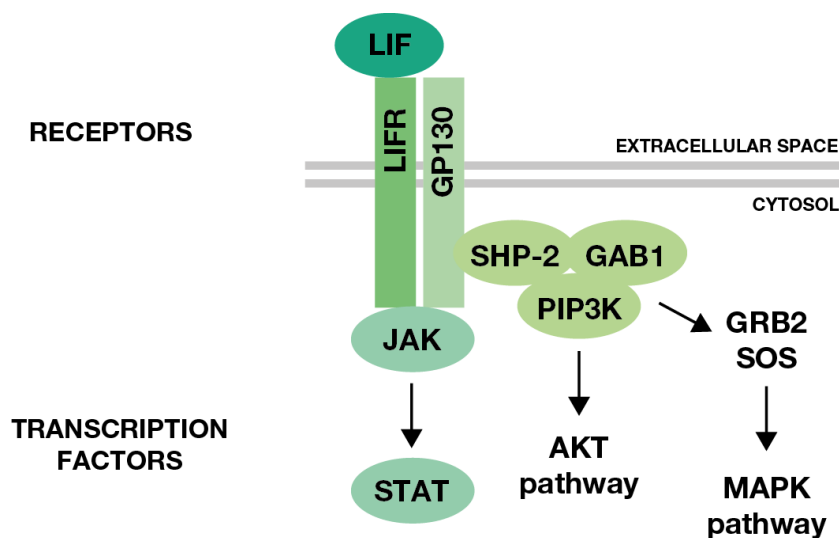 LIF
RECEPTORS
LIFR
GP130
EXTRACELLULAR SPACE
CYTOSOL
SHP-2
GAB1
PIP3K
JAK
GRB2
SOS
TRANSCRIPTION
FACTORS
STAT
AKT
pathway
MAPK
pathway